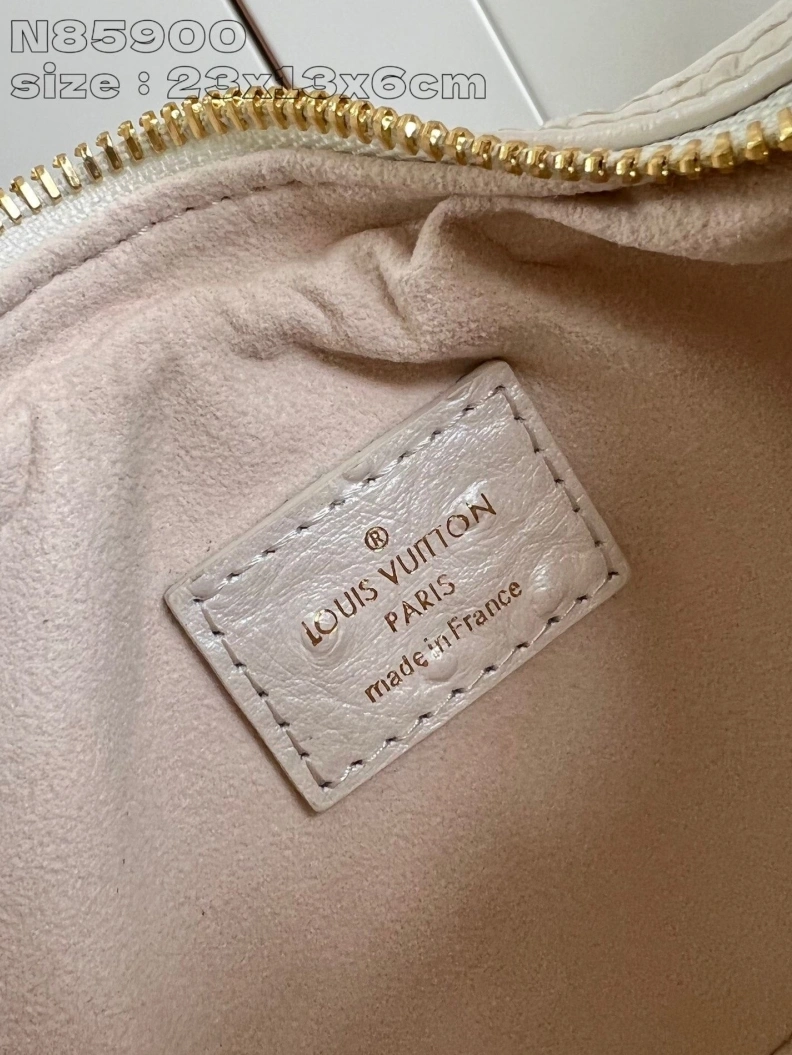 N85900
size : 23x13x6cm
®
LOUIS VUITTON
PARIS
made in France